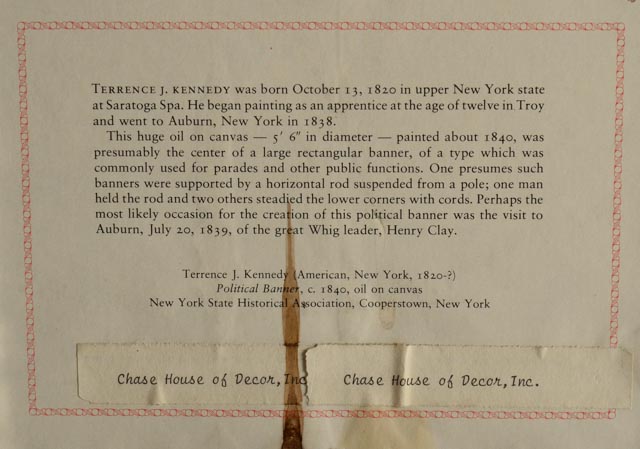 TERRENCE J. KENNEDY was born October 13, 1820 in upper New York state
at Saratoga Spa. He began painting as an apprentice at the age of twelve in Troy
and went to Auburn, New York in 1838.
This huge oil on canvas — 5' 6" in diameter — painted about 1840, was
presumably the center of a large rectangular banner, of a type which was
commonly used for parades and other public functions. One presumes such
banners were supported by a horizontal rod suspended from a pole; one man
held the rod and two others steadied the lower corners with cords. Perhaps the
most likely occasion for the creation of this political banner was the visit to
Auburn, July 20, 1839, of the great Whig leader, Henry Clay.
Terrence J. Kennedy (American, New York, 1820-?)
Political Banner, c. 1840, oil on canvas
New York State Historical Association, Cooperstown, New York
Chase House of Decor, Inc
Chase House of Decor, Inc.